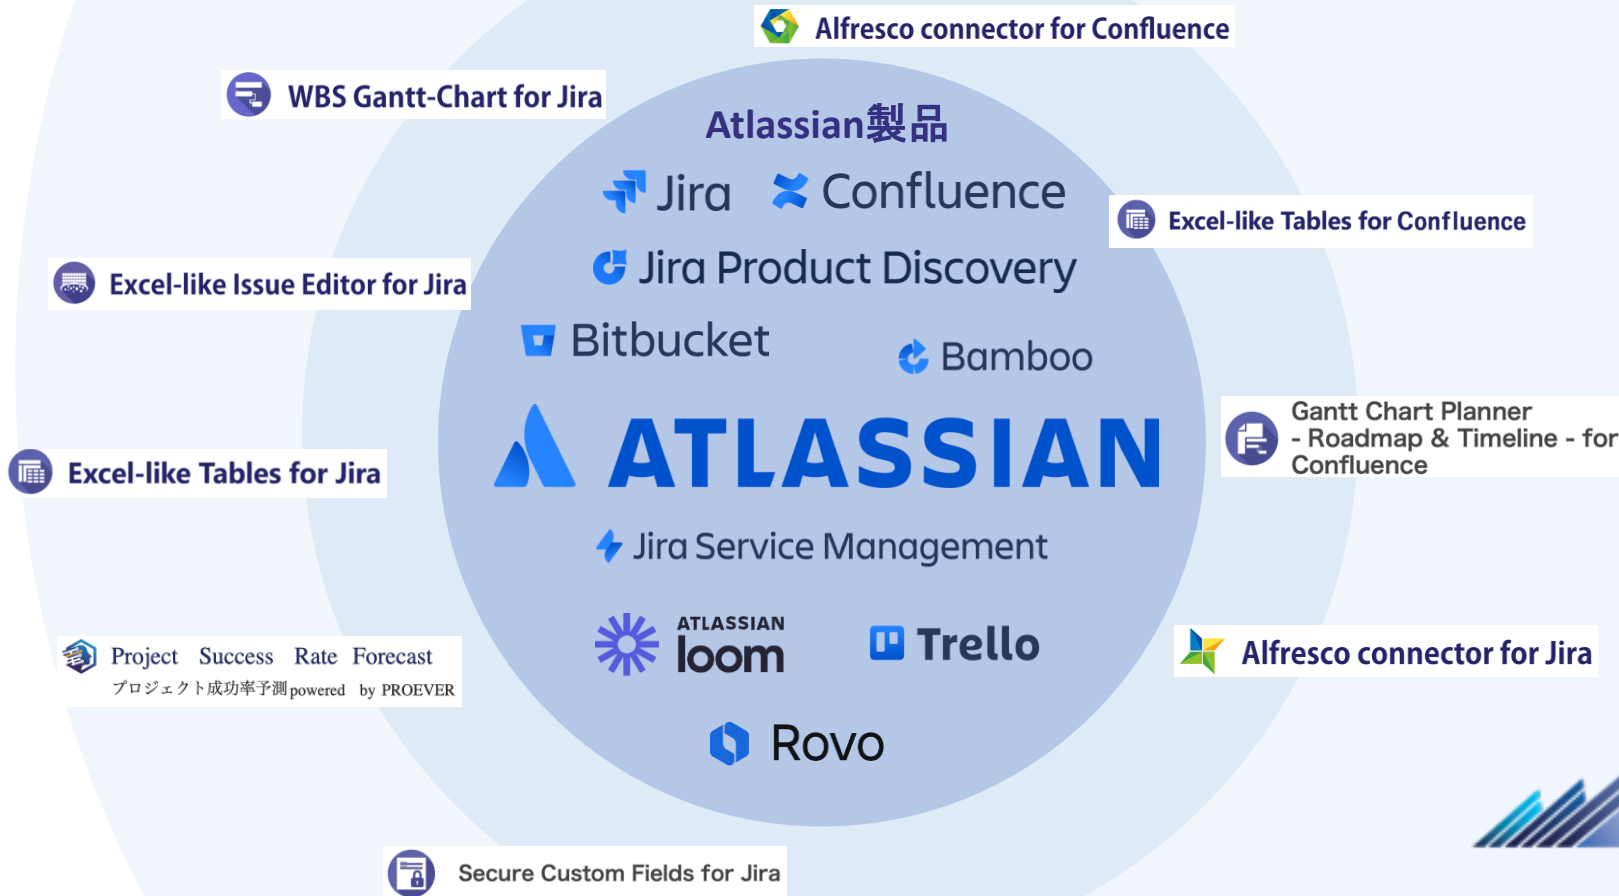 Alfresco connector for Confluence
WBS Gantt-Chart for Jira
Atlassian製品
Jira
Confluence
Excel-like Tables for Confluence
Jira Product Discovery
Excel-like Issue Editor for Jira
Bitbucket
Bamboo
Gantt Chart Planner
- Roadmap & Timeline - for
Confluence
ATLASSIAN
Excel-like Tables for Jira
Jira Service Management
ATLASSIAN
loom
Trello
Project Success Rate Forecast
プロジェクト成功率予測 powered by PROEVER
Alfresco connector for Jira
Rovo
Secure Custom Fields for Jira